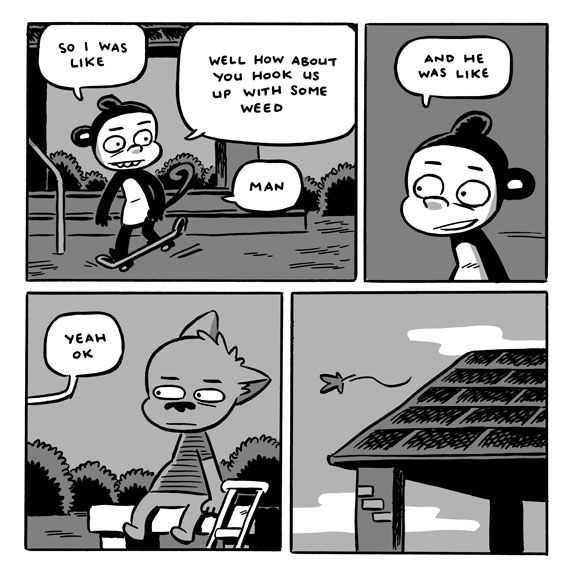 SO I WAS
LIKE
WELL HOW ABOUT
YOU HOOK US
UP WITH SOME
WEED
MAN
AND HE
WAS LIKE
YEAH
OK